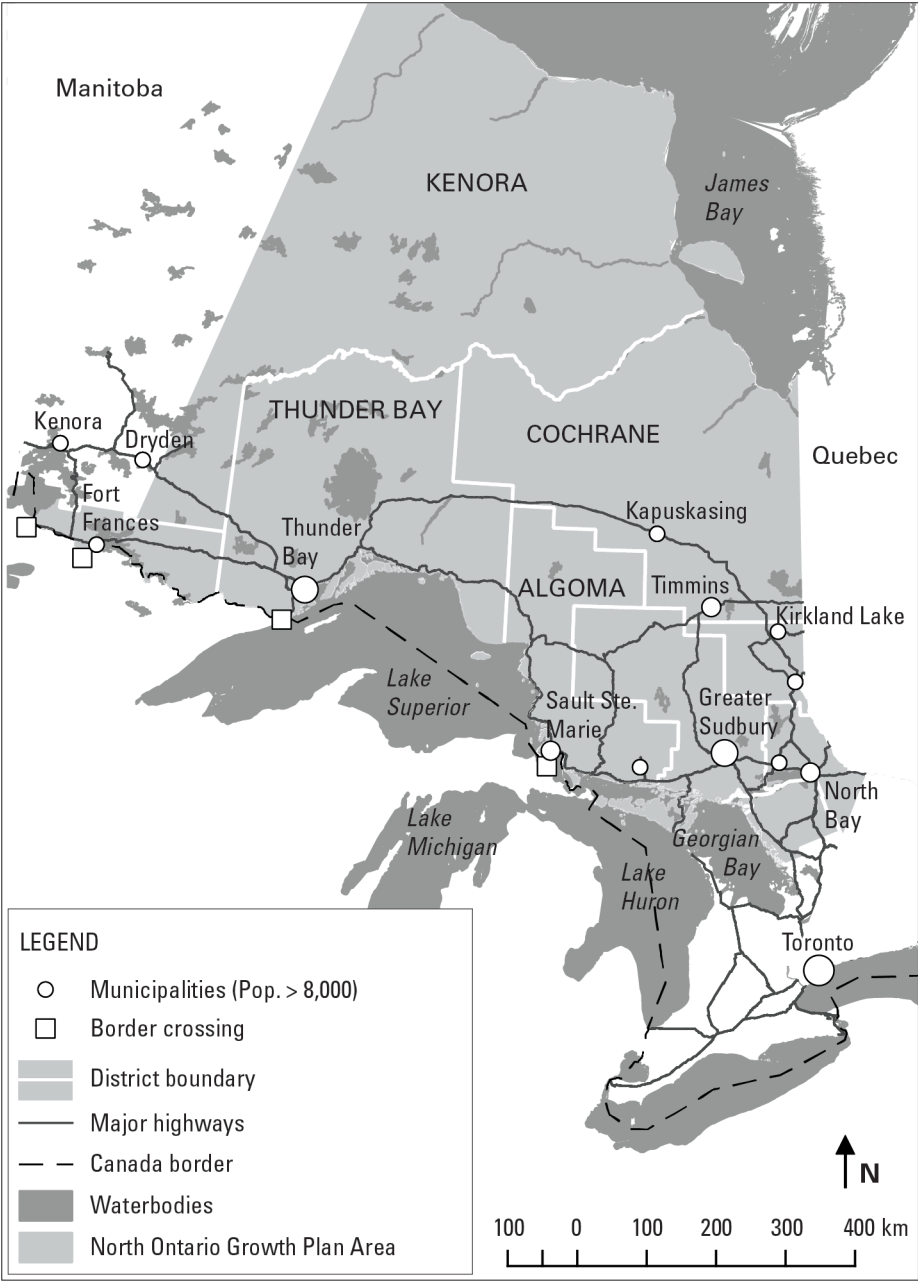 Manitoba
KENORA
James
Bay
THUNDER BAY
COCHRANE
Quebec
Kenora
Dryden
Fort
Frances
Thunder
Bay
Kapuskasing
ALGOMA
Timmins
Kirkland Lake
Lake
Superior
Sault Ste.
Marie
Greater
Sudbury
North
Bay
Lake
Michigan
Georgian
Bay
Lake
Huron
Toronto
LEGEND
Municipalities (Pop. > 8,000)
Border crossing
District boundary
Major highways
Canada border
Waterbodies
North Ontario Growth Plan Area
N
100 0 100 200 300 400 km